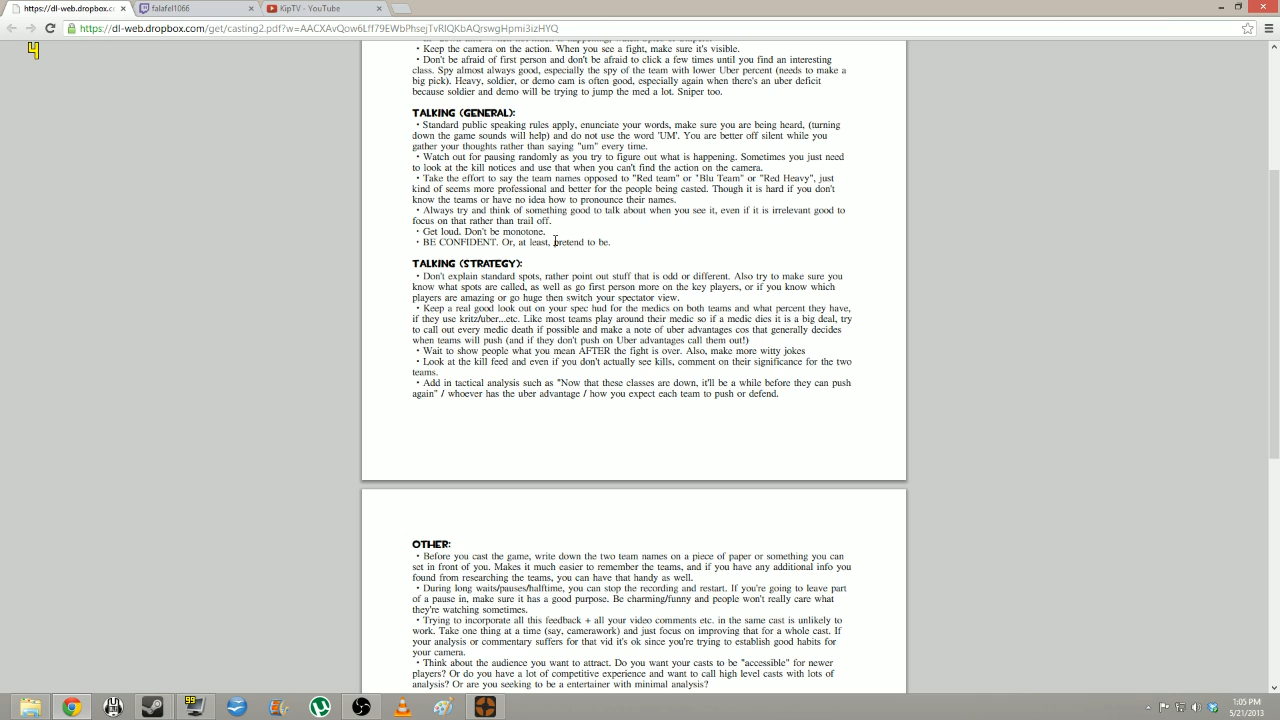 https://dl-web.dropbox.co × falafel1066 × KipTV - YouTube ×
https://dl-web.dropbox.com/get/casting2.pdf?w=AACXAvQow6Lff79EWbPhsejTvRIQKbAQrswgHpmi3izHYQ
4
• Keep the camera on the action. When you see a fight, make sure it's visible.
• Don't be afraid of first person and don't be afraid to click a few times until you find an interesting
class. Spy almost always good, especially the spy of the team with lower Uber percent (needs to make a
big pick). Heavy, soldier, or demo cam is often good, especially again when there's an uber deficit
because soldier and demo will be trying to jump the med a lot. Sniper too.
TALKING (GENERAL):
• Standard public speaking rules apply, enunciate your words, make sure you are being heard, (turning
down the game sounds will help) and do not use the word 'UM'. You are better off silent while you
gather your thoughts rather than saying "um" every time.
• Watch out for pausing randomly as you try to figure out what is happening. Sometimes you just need
to look at the kill notices and use that when you can't find the action on the camera.
• Take the effort to say the team names opposed to "Red team" or "Blu Team" or "Red Heavy", just
kind of seems more professional and better for the people being casted. Though it is hard if you don't
know the teams or have no idea how to pronounce their names.
• Always try and think of something good to talk about when you see it, even if it is irrelevant good to
focus on that rather than trail off.
• Get loud. Don't be monotone.
• BE CONFIDENT. Or, at least, pretend to be.
TALKING (STRATEGY):
• Don't explain standard spots, rather point out stuff that is odd or different. Also try to make sure you
know what spots are called, as well as go first person more on the key players, or if you know which
players are amazing or go huge then switch your spectator view.
• Keep a real good look out on your spec hud for the medics on both teams and what percent they have,
if they use kritz/uber...etc. Like most teams play around their medic so if a medic dies it is a big deal, try
to call out every medic death if possible and make a note of uber advantages cos that generally decides
when teams will push (and if they don't push on Uber advantages call them out!)
• Wait to show people what you mean AFTER the fight is over. Also, make more witty jokes
• Look at the kill feed and even if you don't actually see kills, comment on their significance for the two
teams.
• Add in tactical analysis such as "Now that these classes are down, it'll be a while before they can push
again" / whoever has the uber advantage / how you expect each team to push or defend.
OTHER:
• Before you cast the game, write down the two team names on a piece of paper or something you can
set in front of you. Makes it much easier to remember the teams, and if you have any additional info you
found from researching the teams, you can have that handy as well.
• During long waits/pauses/halftime, you can stop the recording and restart. If you're going to leave part
of a pause in, make sure it has a good purpose. Be charming/funny and people won't really care what
they're watching sometimes.
• Trying to incorporate all this feedback + all your video comments etc. in the same cast is unlikely to
work. Take one thing at a time (say, camerawork) and just focus on improving that for a whole cast. If
your analysis or commentary suffers for that vid it's ok since you're trying to establish good habits for
your camera.
• Think about the audience you want to attract. Do you want your casts to be "accessible" for newer
players? Or do you have a lot of competitive experience and want to call high level casts with lots of
analysis? Or are you seeking to be a entertainer with minimal analysis?
99
1:05 PM
5/21/2013